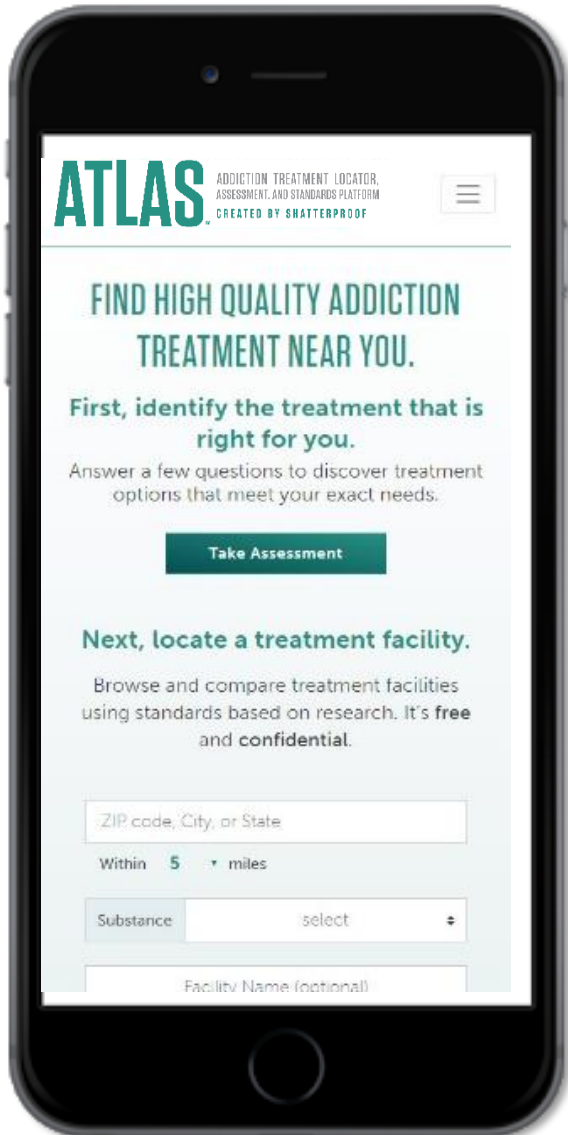 ATLAS
ADDICTION TREATMENT LOCATOR,
ASSESSMENT, AND STANDARDS PLATFORM
CREATED BY SHATTERPROOF
FIND HIGH QUALITY ADDICTION
TREATMENT NEAR YOU.
First, identify the treatment that is
right for you.
Answer a few questions to discover treatment
options that meet your exact needs.
Take Assessment
Next, locate a treatment facility.
Browse and compare treatment facilities
using standards based on research. It's free
and confidential.
ZIP code, City, or State
Within 5 miles
Substance select
Facility Name (optional)